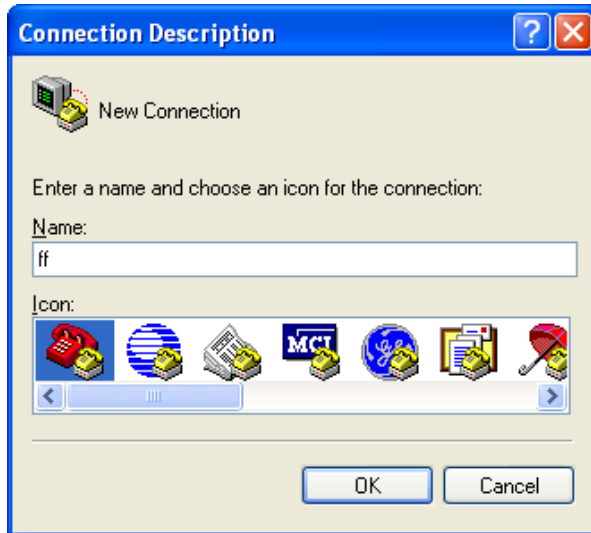 Connection Description
New Connection
Enter a name and choose an icon for the connection:
Name:
ff
Icon:
MCI
OK Cancel